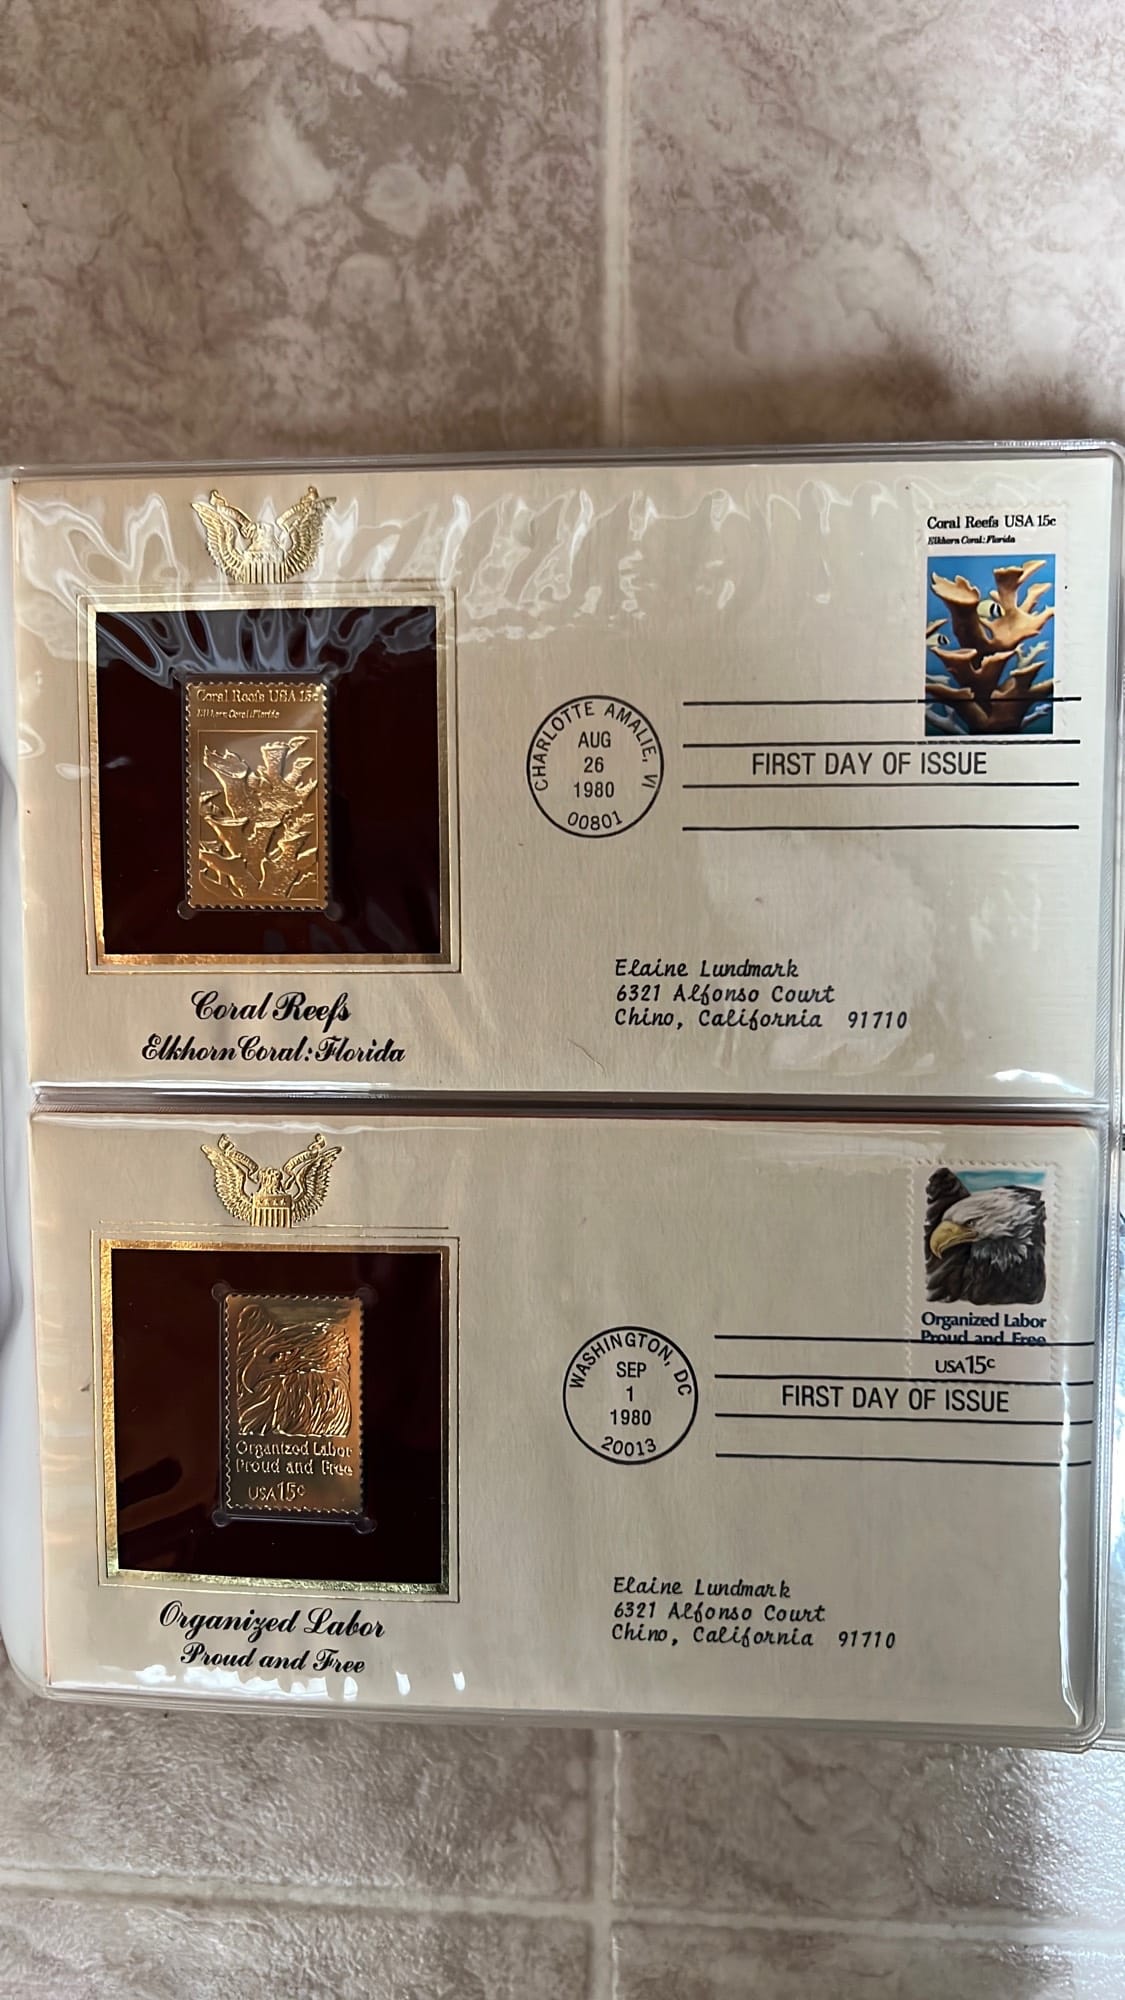 Coral Reefs USA 15c
Elkhorn Coral: Florida
Coral Reefs USA 15c
Elkhorn Coral: Florida
CHARLOTTE AMALIE, VI
AUG
26
1980
00801
FIRST DAY OF ISSUE
Elaine Lundmark
6321 Alfonso Court
Chino, California 91710
Coral Reefs
Elkhorn Coral: Florida
Organized Labor
Proud and Free
USA 15c
WASHINGTON, DC
SEP
1
1980
20013
FIRST DAY OF ISSUE
Organized Labor
Proud and Free
USA 15c
Elaine Lundmark
6321 Alfonso Court
Chino, California 91710
Organized Labor
Proud and Free